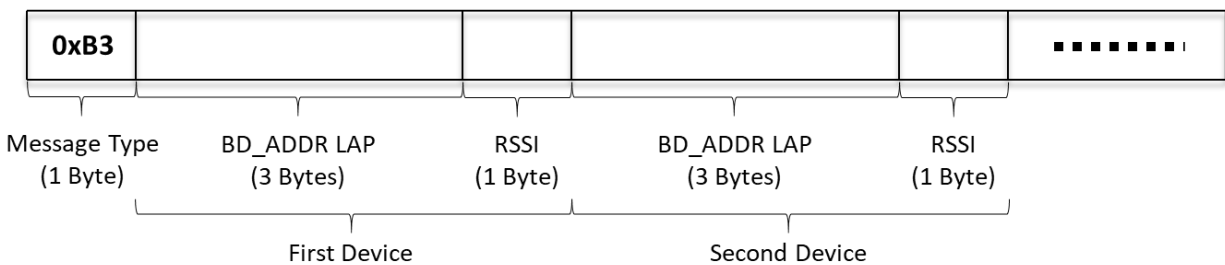 0xB3
Message Type
(1 Byte)
BD_ADDR LAP
(3 Bytes)
RSSI
(1 Byte)
BD_ADDR LAP
(3 Bytes)
RSSI
(1 Byte)
First Device
Second Device